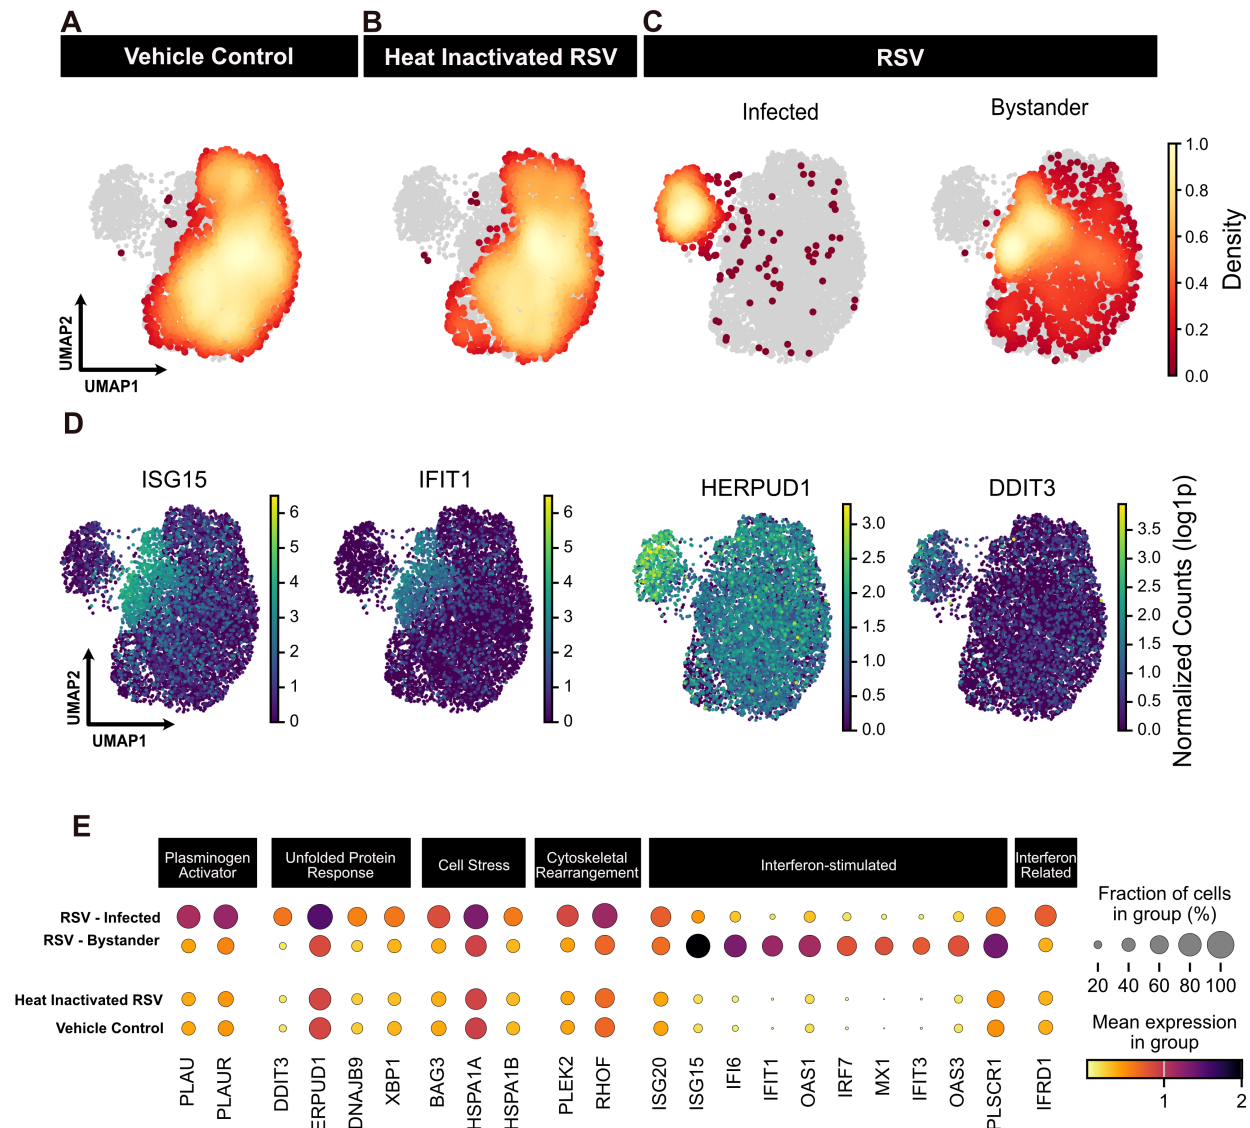 A
B
C
Vehicle Control
Heat Inactivated RSV
RSV
Infected
Bystander
1.0
0.8
0.6
0.4
0.2
0.0
Density
UMAP2
UMAP1
D
ISG15
IFIT1
HERPUD1
DDIT3
6
5
4
3
2
1
0
6
5
4
3
2
1
0
3.0
2.5
2.0
1.5
1.0
0.5
0.0
3.5
3.0
2.5
2.0
1.5
1.0
0.5
0.0
Normalized Counts (log1p)
UMAP2
UMAP1
E
Plasminogen
Activator
Unfolded Protein
Response
Cell Stress
Cytoskeletal
Rearrangement
Interferon-stimulated
Interferon
Related
RSV - Infected
RSV - Bystander
Heat Inactivated RSV
Vehicle Control
PLAU
PLAUR
DDIT3
ERPUD1
DNAJB9
XBP1
BAG3
HSPA1A
HSPA1B
PLEK2
RHOF
ISG20
ISG15
IFI6
IFIT1
OAS1
IRF7
MX1
IFIT3
OAS3
PLSCR1
IFRD1
Fraction of cells
in group (%)
20 40 60 80 100
Mean expression
in group
1 2